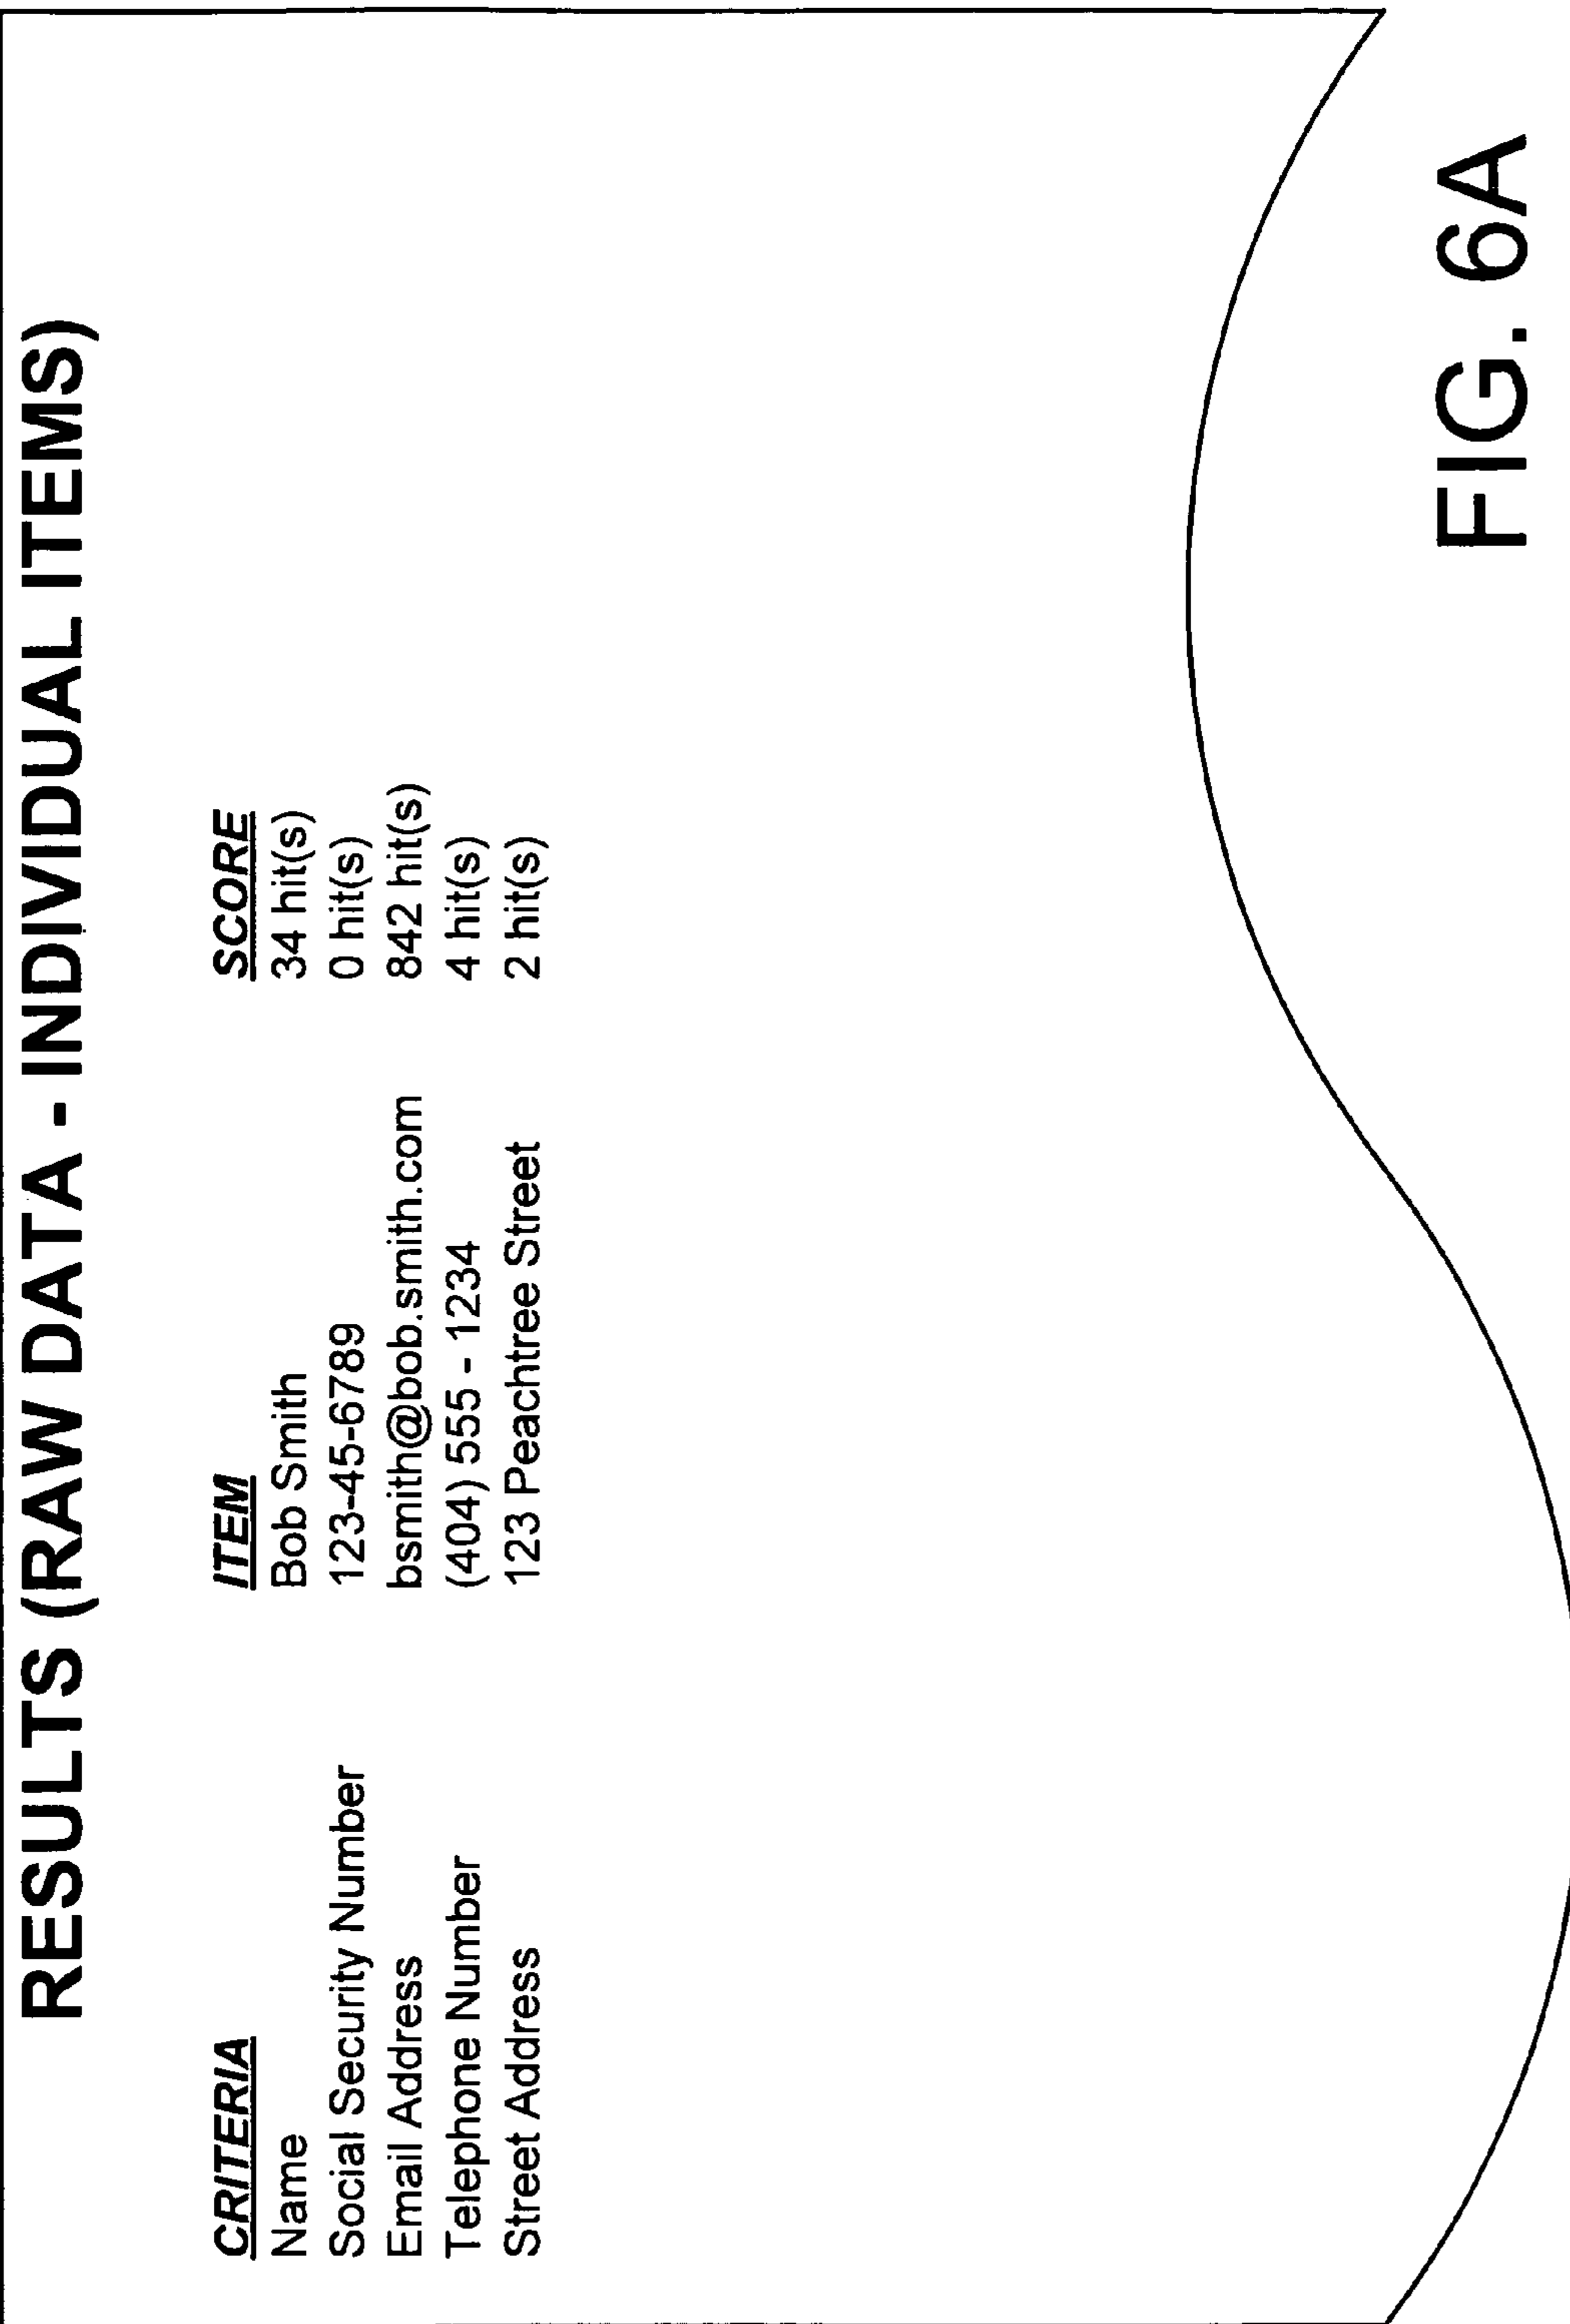 RESULTS (RAW DATA - INDIVIDUAL ITEMS)
CRITERIA ITEM SCORE
Name Bob Smith 34 hit(s)
Social Security Number 123-45-6789 0 hit(s)
Email Address bsmith@bob.smith.com 842 hit(s)
Telephone Number (404) 555 - 1234 4 hit(s)
Street Address 123 Peachtree Street 2 hit(s)
FIG. 6A